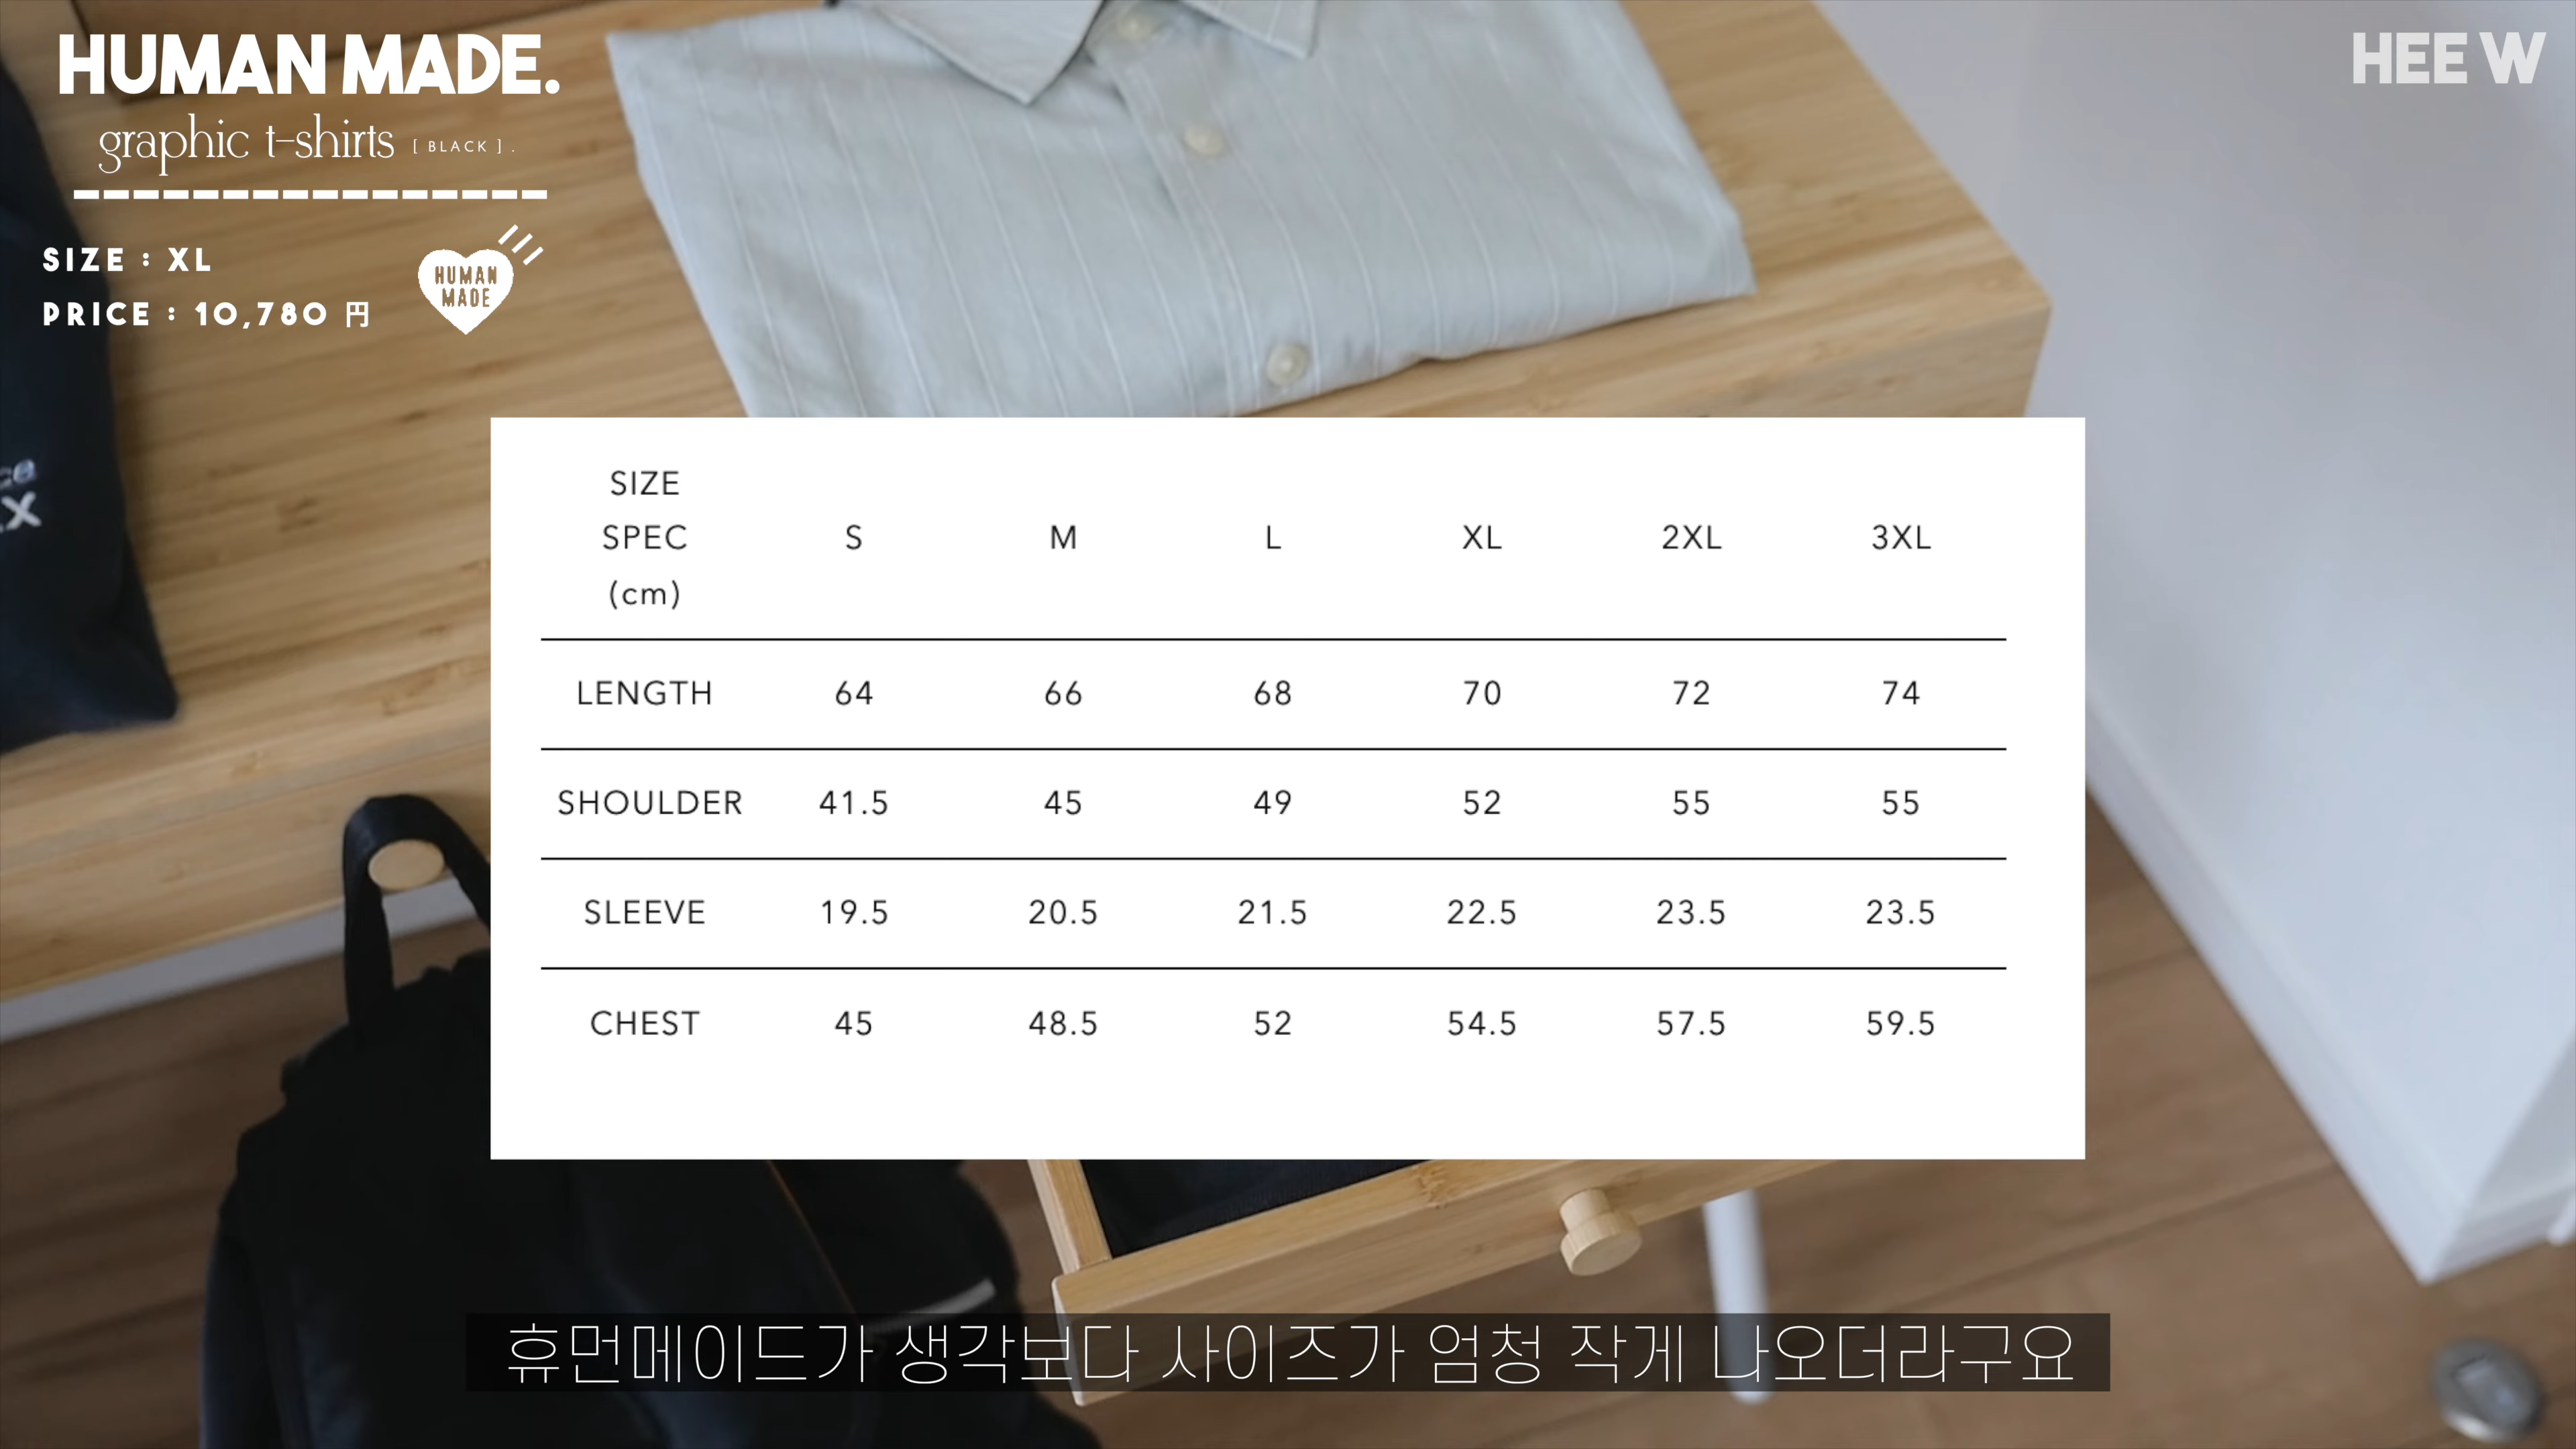 HUMAN MADE.
graphic t-shirts [ BLACK ] .
SIZE : XL
PRICE : 10,780 円
HUMAN
MADE
HEE W
ce
X
SIZE
SPEC
(cm)
S M L XL 2XL 3XL
LENGTH 64 66 68 70 72 74
SHOULDER 41.5 45 49 52 55 55
SLEEVE 19.5 20.5 21.5 22.5 23.5 23.5
CHEST 45 48.5 52 54.5 57.5 59.5
휴먼메이드가 생각보다 사이즈가 엄청 작게 나오더라구요